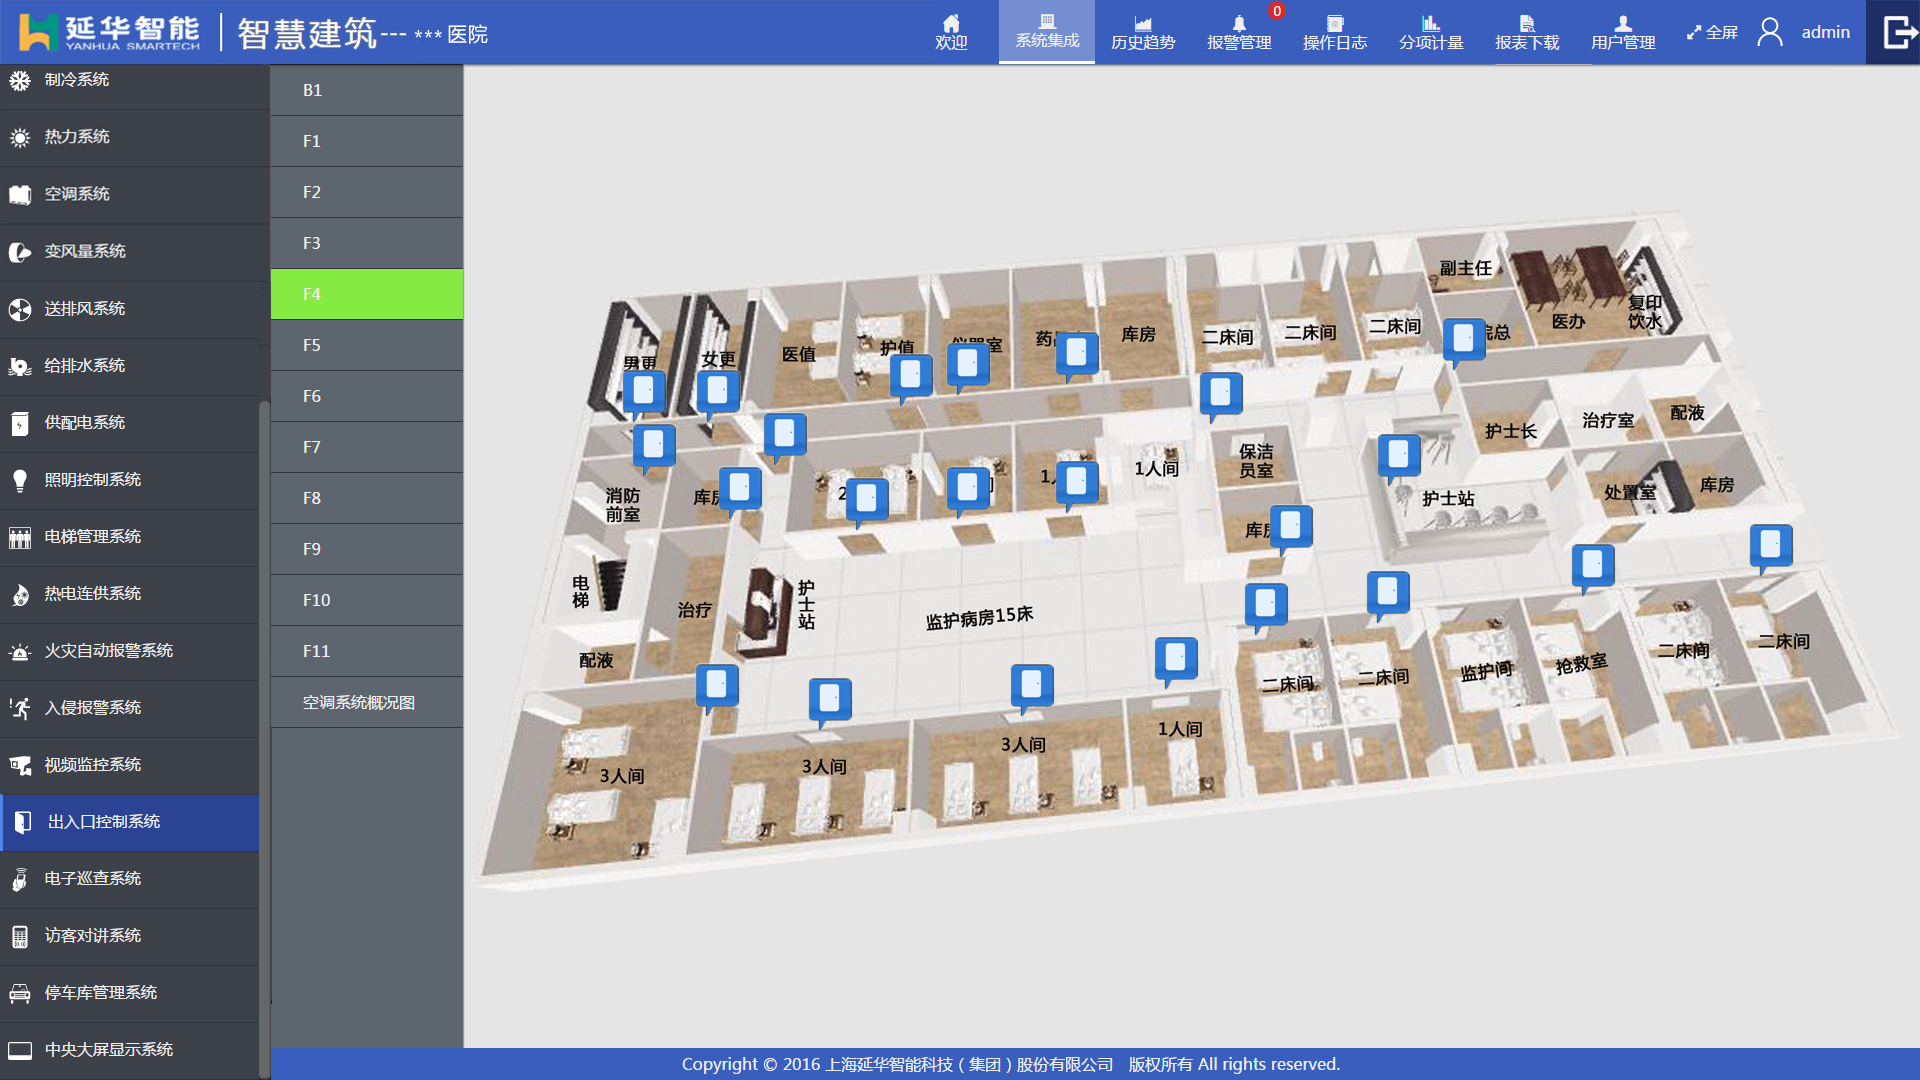 延华智能
YANHUA SMARTECH
智慧建筑--- *** 医院
欢迎
系统集成
历史趋势
0
报警管理
操作日志
分项计量
报表下载
用户管理
全屏
admin
制冷系统
热力系统
空调系统
变风量系统
送排风系统
给排水系统
供配电系统
照明控制系统
电梯管理系统
热电连供系统
火灾自动报警系统
入侵报警系统
视频监控系统
出入口控制系统
电子巡查系统
访客对讲系统
停车库管理系统
中央大屏显示系统
B1
F1
F2
F3
F4
F5
F6
F7
F8
F9
F10
F11
空调系统概况图
男更
女更
医值
护值
库房
二床间
二床间
二床间
副主任
医办
复印
饮水
消防
前室
1人间
保洁
员室
护士长
治疗室
配液
护士站
处置室
库房
电梯
治疗
护士站
配液
监护病房15床
3人间
3人间
3人间
1人间
二床间
二床间
监护间
抢救室
二床间
二床间
Copyright © 2016 上海延华智能科技（集团）股份有限公司 版权所有 All rights reserved.